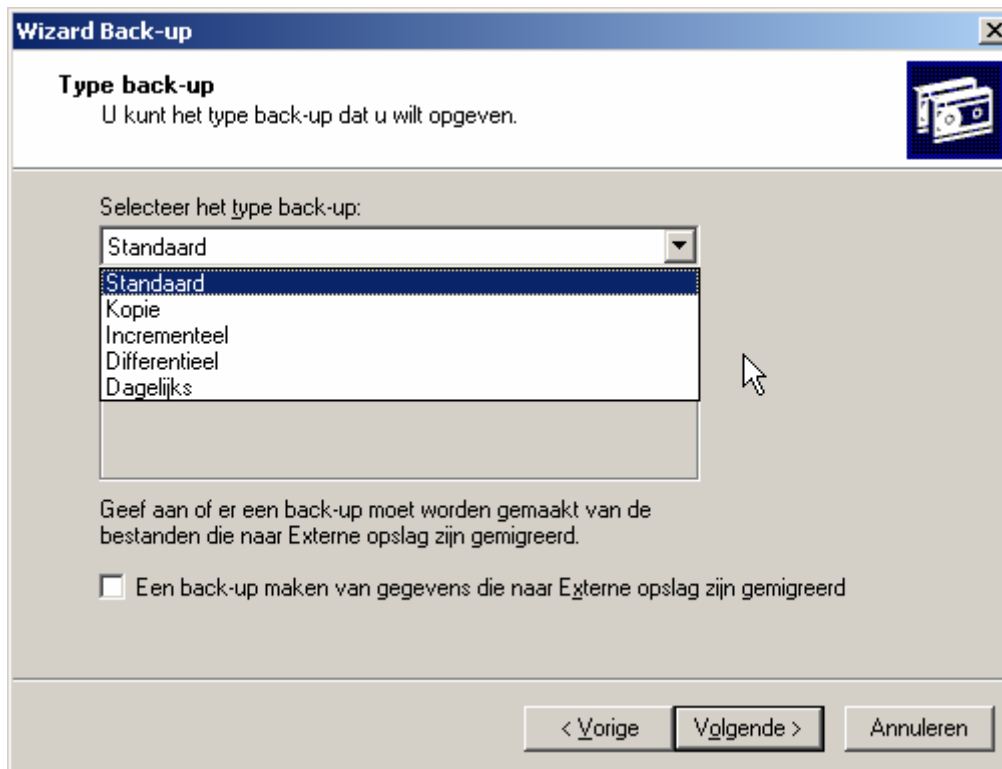 Wizard Back-up
Type back-up
U kunt het type back-up dat u wilt opgeven.
Selecteer het type back-up:
Standaard
Standaard
Kopie
Incrementeel
Differentieel
Dagelijks
Geef aan of er een back-up moet worden gemaakt van de
bestanden die naar Externe opslag zijn gemigreerd.
Een back-up maken van gegevens die naar Externe opslag zijn gemigreerd
< Vorige
Volgende >
Annuleren